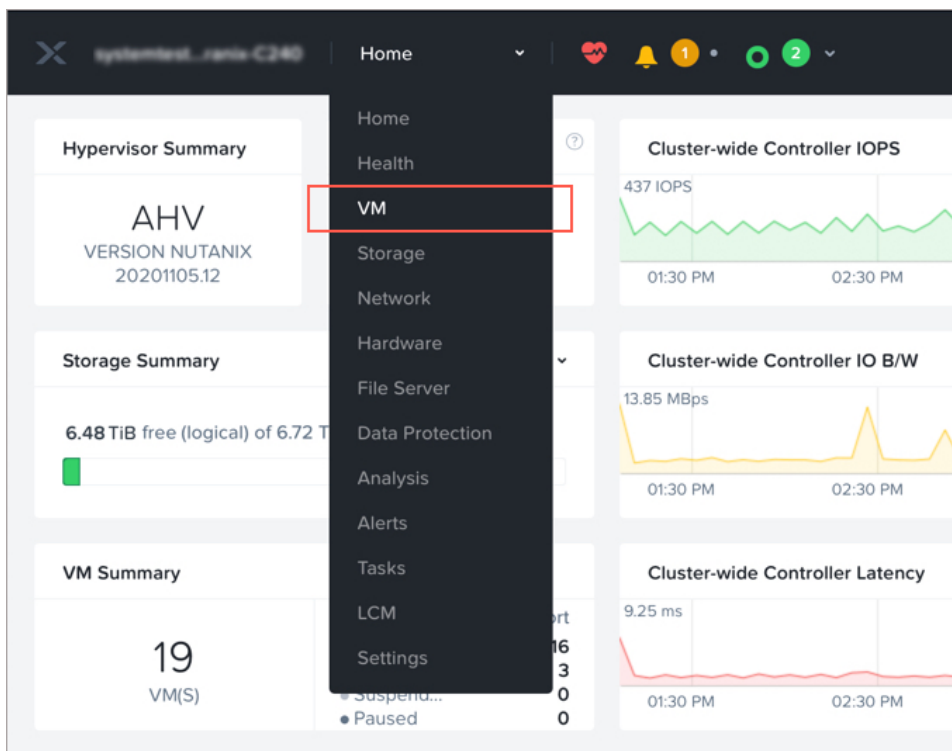 Home
1
2
Home
Health
VM
Storage
Network
Hardware
File Server
Data Protection
Analysis
Alerts
Tasks
LCM
Settings
Hypervisor Summary
?
AHV
VERSION NUTANIX
20201105.12
Cluster-wide Controller IOPS
437 IOPS
01:30 PM 02:30 PM
Storage Summary
6.48 TiB free (logical) of 6.72 T
Cluster-wide Controller IO B/W
13.85 MBps
01:30 PM 02:30 PM
VM Summary
19
VM(S)
ort
16
3
Suspend... 0
Paused 0
Cluster-wide Controller Latency
9.25 ms
01:30 PM 02:30 PM